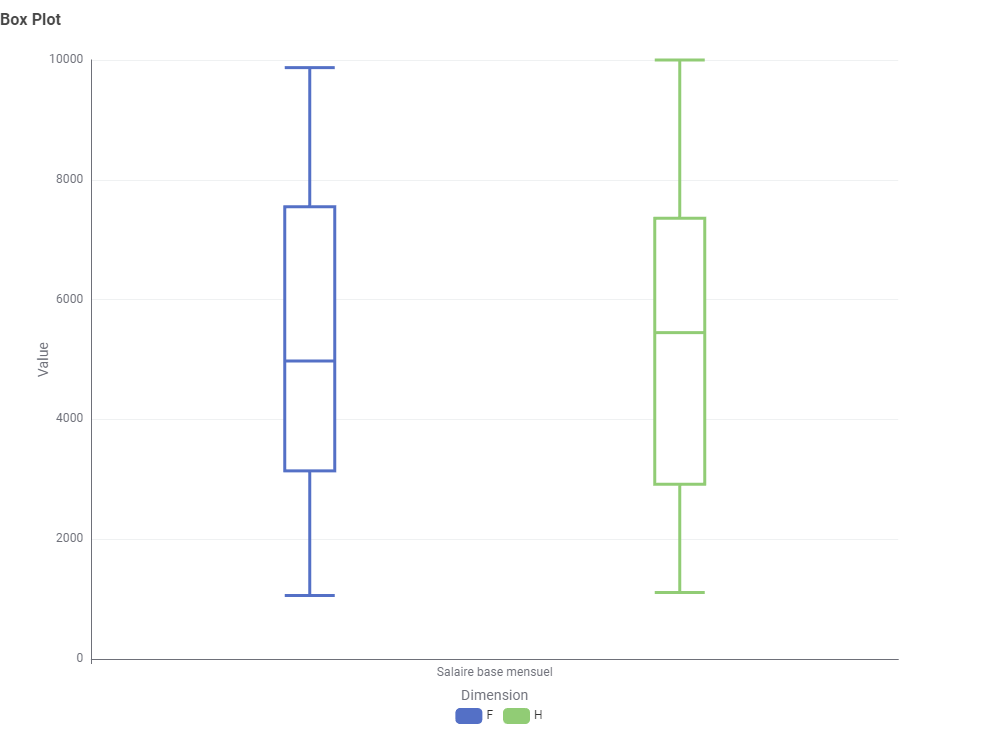 Box Plot
10000
8000
6000
4000
2000
0
Value
Salaire base mensuel
Dimension
F H